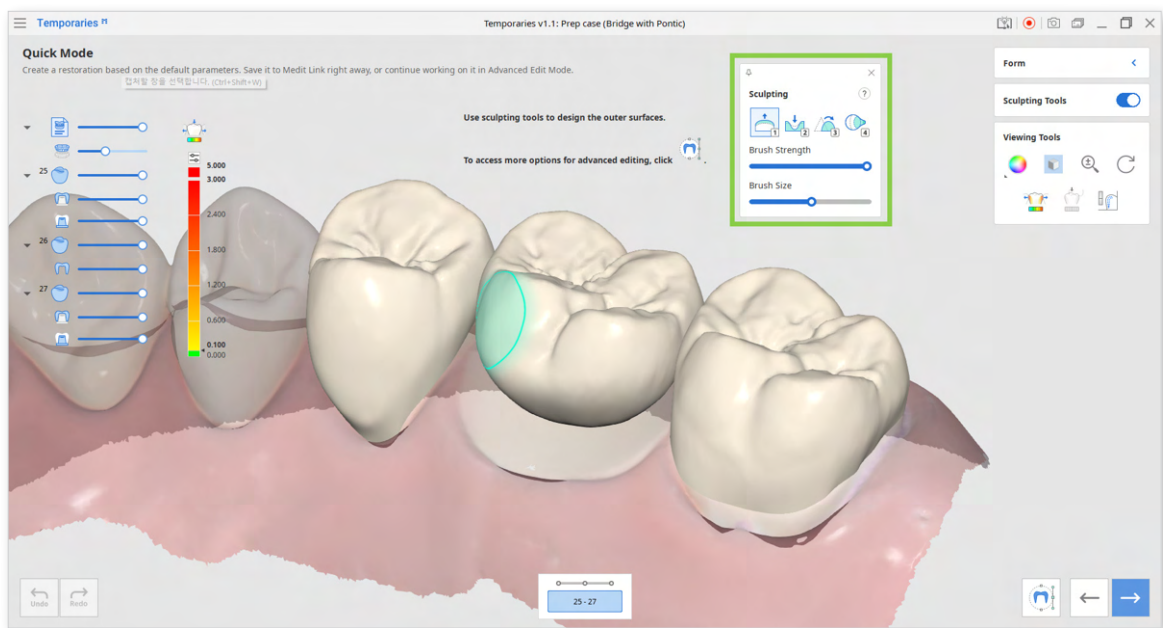 Temporaries
Temporaries v1.1: Prep case (Bridge with Pontic)
Quick Mode
Create a restoration based on the default parameters. Save it to Medit Link right away, or continue working on it in Advanced Edit Mode.
캡처할 창을 선택합니다. (Ctrl+Shift+W)
Use sculpting tools to design the outer surfaces.
To access more options for advanced editing, click .
Sculpting
?
1 2 3 4
Brush Strength
Brush Size
Form
Sculpting Tools
Viewing Tools
25
26
27
5.000
3.000
2.400
1.800
1.200
0.600
0.100
0.000
Undo Redo
25 - 27